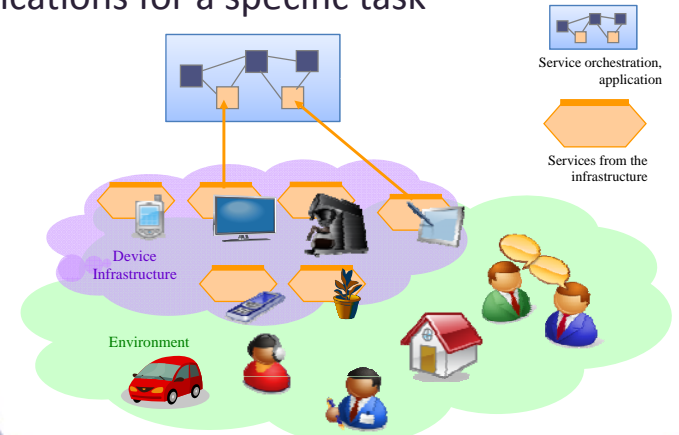 ications for a specific task
Service orchestration,
application
Services from the
infrastructure
Device
Infrastructure
Environment